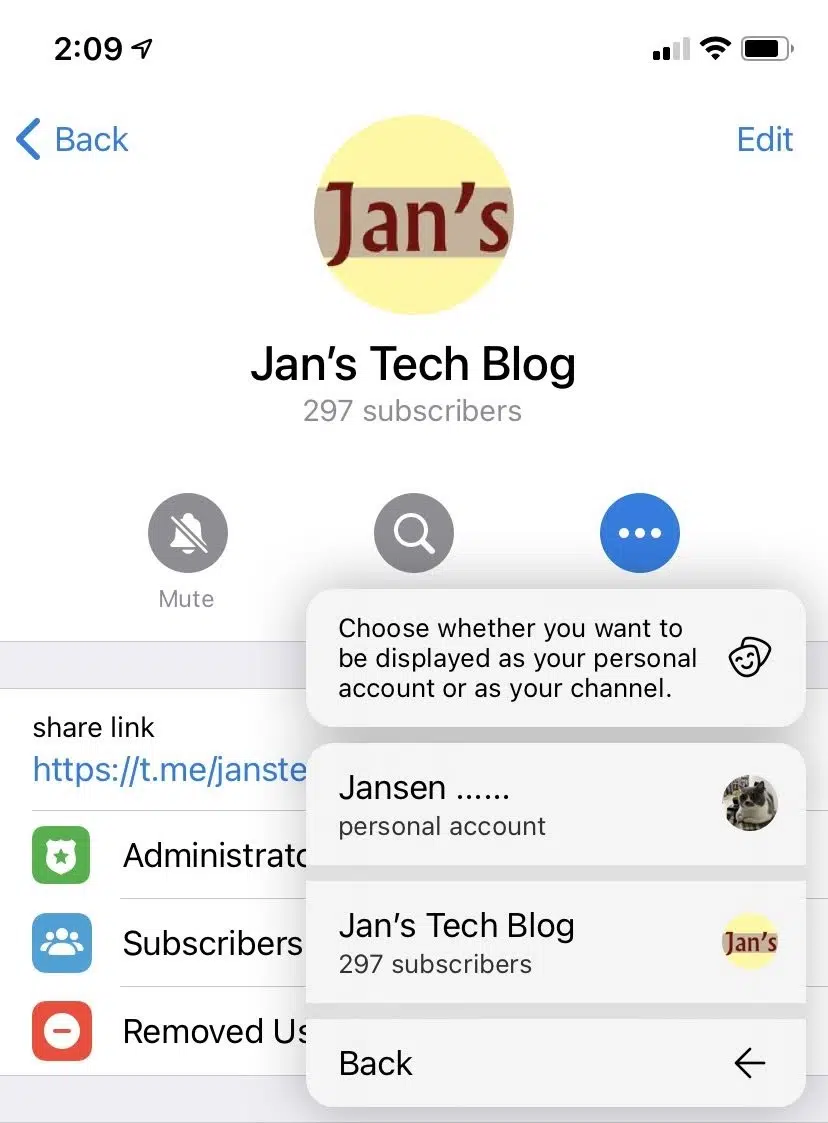 2:09
Back
Edit
Jan's
Jan's Tech Blog
297 subscribers
Mute
Choose whether you want to
be displayed as your personal
account or as your channel.
share link
https://t.me/janste
Jansen ......
personal account
Administrato
Jan's Tech Blog
Jan's
297 subscribers
Subscribers
Removed Us
Back